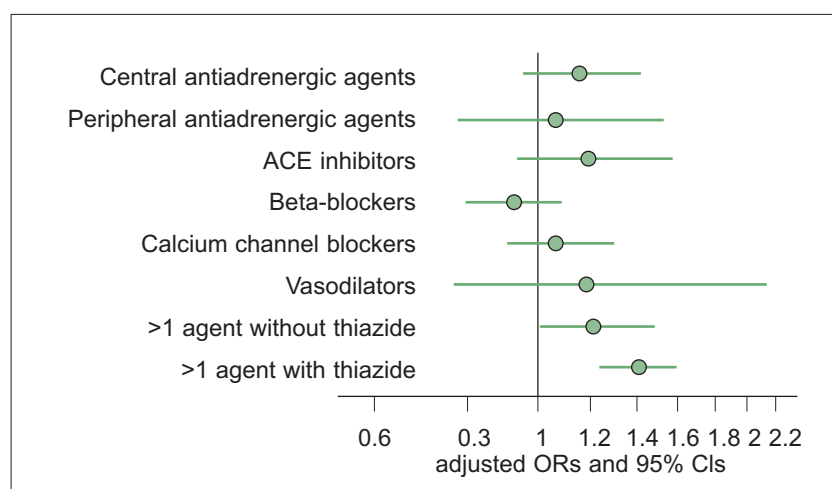 Central antiadrenergic agents
Peripheral antiadrenergic agents
ACE inhibitors
Beta-blockers
Calcium channel blockers
Vasodilators
>1 agent without thiazide
>1 agent with thiazide
0.6 0.3 1 1.2 1.4 1.6 1.8 2 2.2
adjusted ORs and 95% CIs